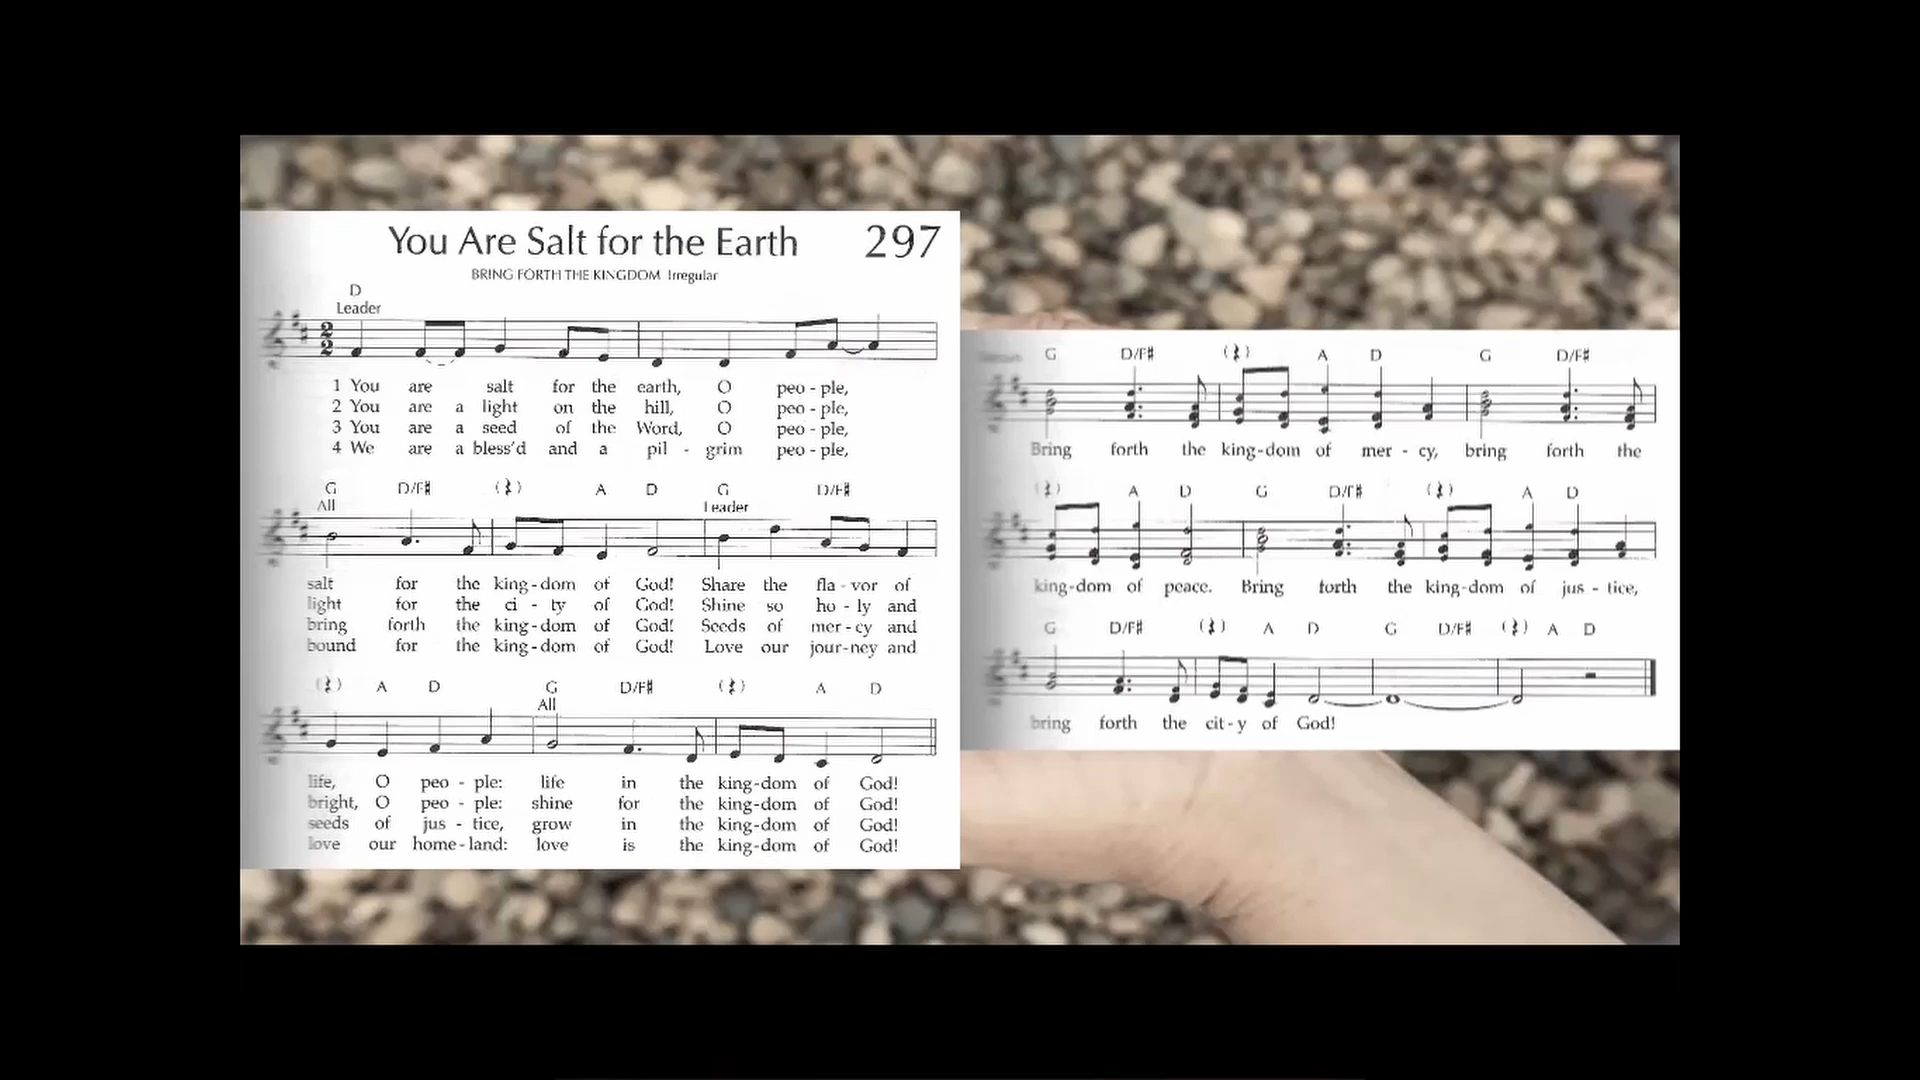 You Are Salt for the Earth 297
BRING FORTH THE KINGDOM Irregular
D
Leader
1 You are salt for the earth, O peo - ple,
2 You are a light on the hill, O peo - ple,
3 You are a seed of the Word, O peo - ple,
4 We are a bless'd and a pil - grim peo - ple,
G D/F♯ ( ) A D G D/F♯
All Leader
salt for the king - dom of God! Share the fla - vor of
light for the ci - ty of God! Shine so ho - ly and
bring forth the king - dom of God! Seeds of mer - cy and
bound for the king - dom of God! Love our jour - ney and
( ) A D G D/F♯ ( ) A D
All
life, O peo - ple: life in the king - dom of God!
bright, O peo - ple: shine for the king - dom of God!
seeds of jus - tice, grow in the king - dom of God!
love our home - land: love is the king - dom of God!
G D/F♯ ( ) A D G D/F♯
Bring forth the king - dom of mer - cy, bring forth the
( ) A D G D/F♯ ( ) A D
king - dom of peace. Bring forth the king - dom of jus - tice,
G D/F♯ ( ) A D G D/F♯ ( ) A D
bring forth the cit - y of God!